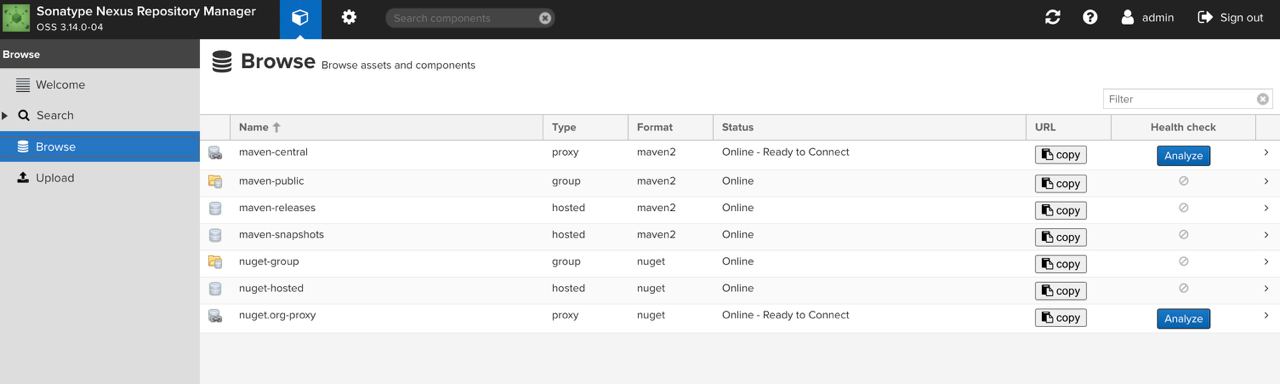 Sonatype Nexus Repository Manager
OSS 3.14.0-04
Search components
admin
Sign out
Browse
Welcome
Search
Browse
Upload
Browse Browse assets and components
Filter
Name Type Format Status URL Health check
maven-central proxy maven2 Online - Ready to Connect copy Analyze
maven-public group maven2 Online copy
maven-releases hosted maven2 Online copy
maven-snapshots hosted maven2 Online copy
nuget-group group nuget Online copy
nuget-hosted hosted nuget Online copy
nuget.org-proxy proxy nuget Online - Ready to Connect copy Analyze